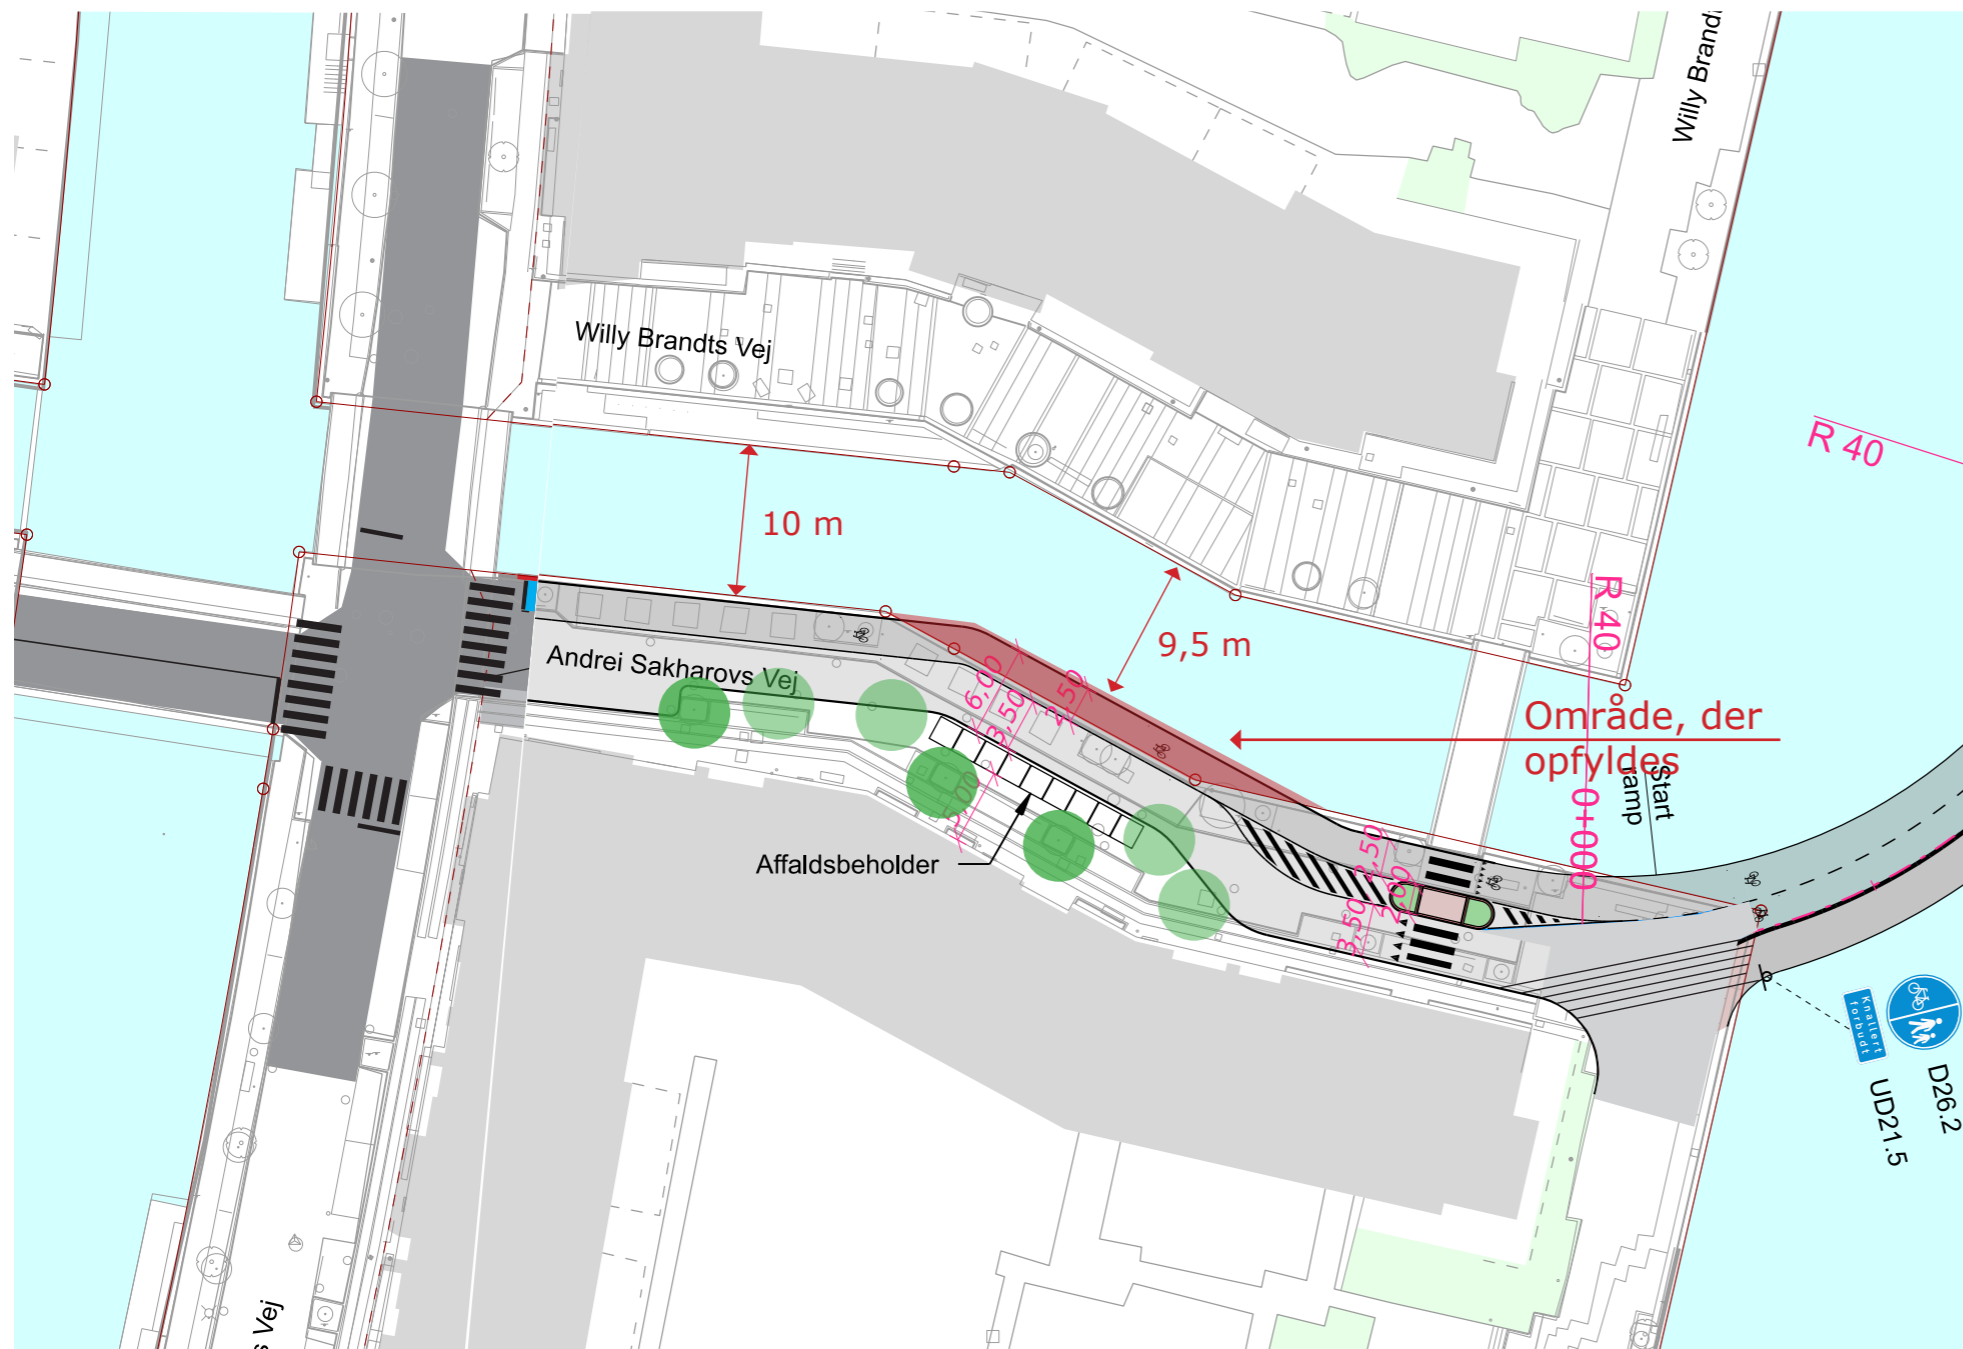 Willy Brandt
Willy Brandts Vej
R 40
10 m
9,5 m
R 40
Andrei Sakharovs Vej
6,00
3,50
2,50
Område, der
opfyldes
Start
ramp
0+000
Affaldsbeholder
2,50
2,00
3,50
Knallert
forbudt
D26.2
UD21.5
s Vej